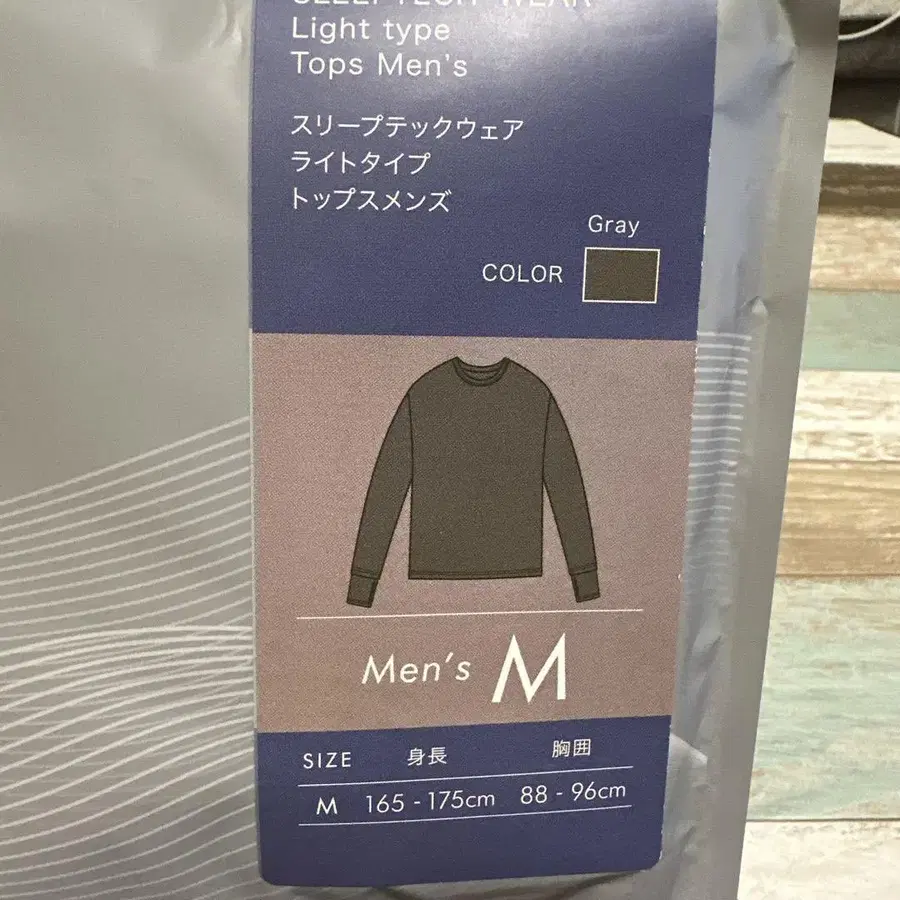 SLEEPTECH WEAR
Light type
Tops Men's
スリープテックウェア
ライトタイプ
トップスメンズ
Gray
COLOR
Men's M
SIZE 身長 胸囲
M 165 - 175cm 88 - 96cm